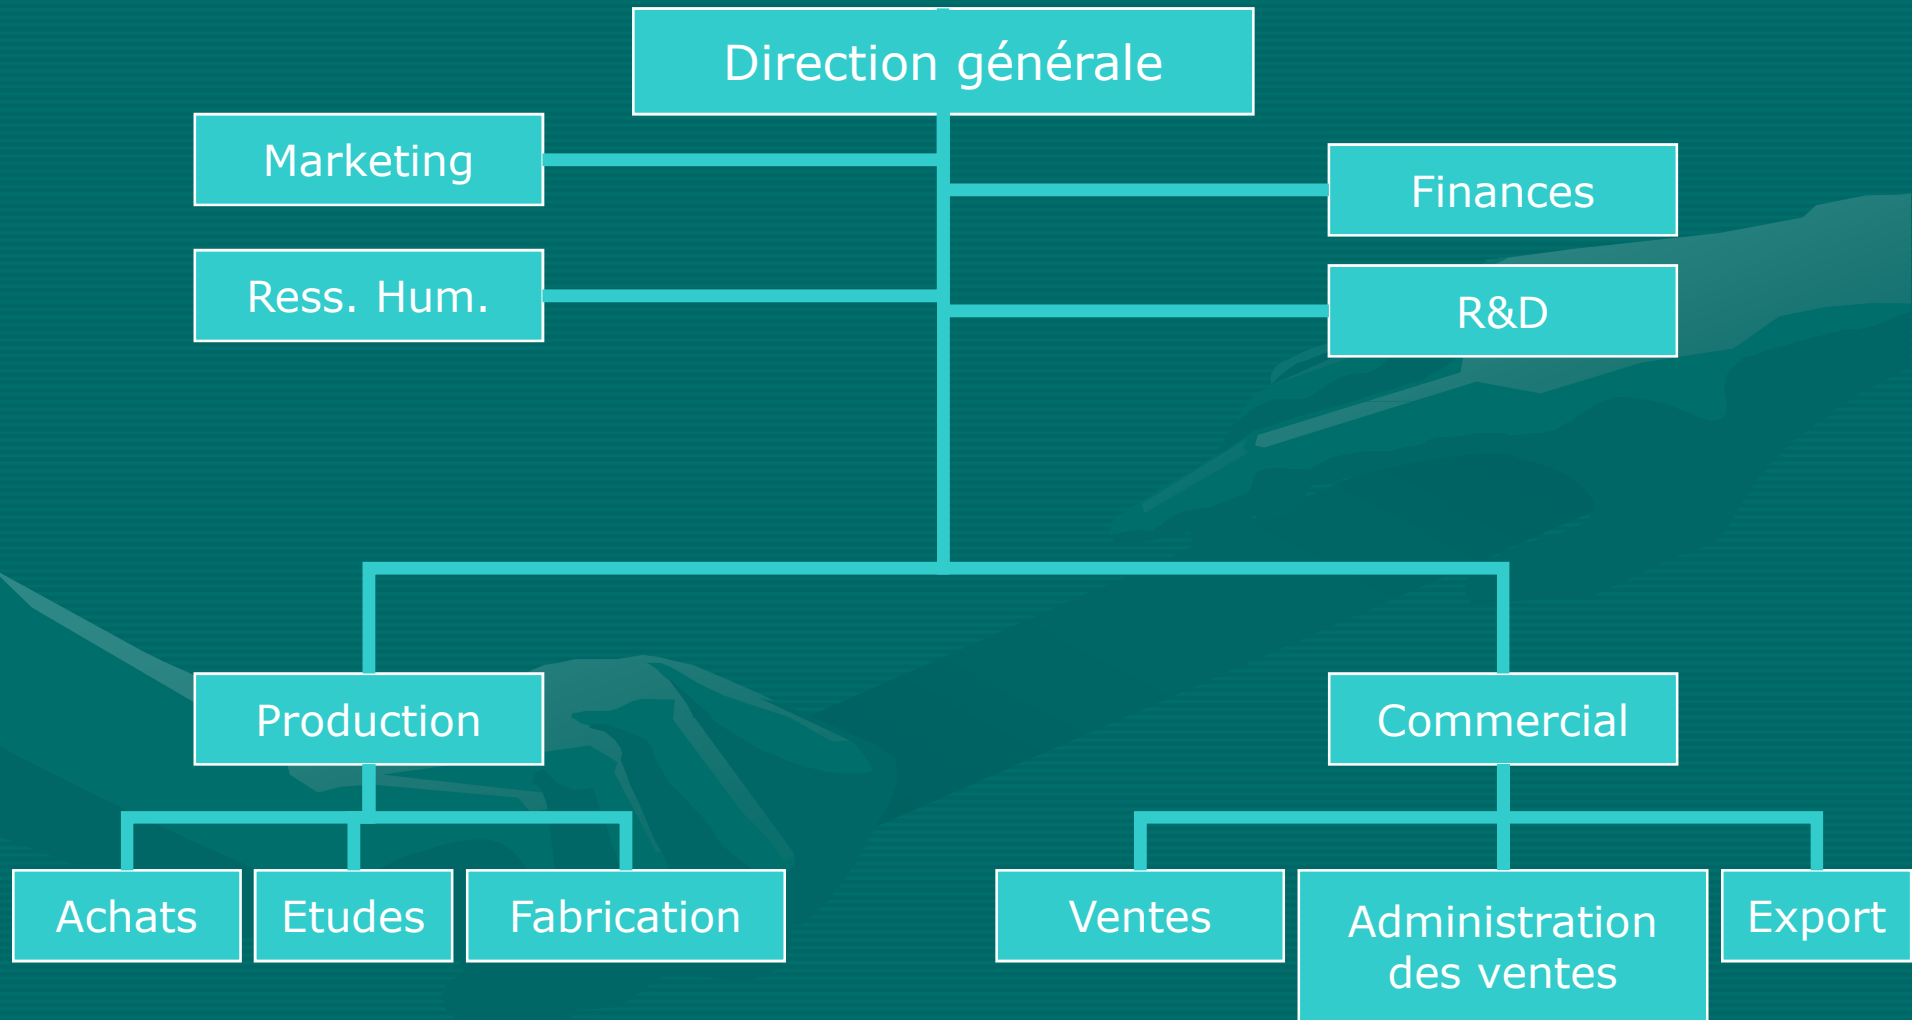 Direction générale
Marketing
Finances
Ress. Hum.
R&D
Production
Commercial
Achats
Etudes
Fabrication
Ventes
Administration
des ventes
Export